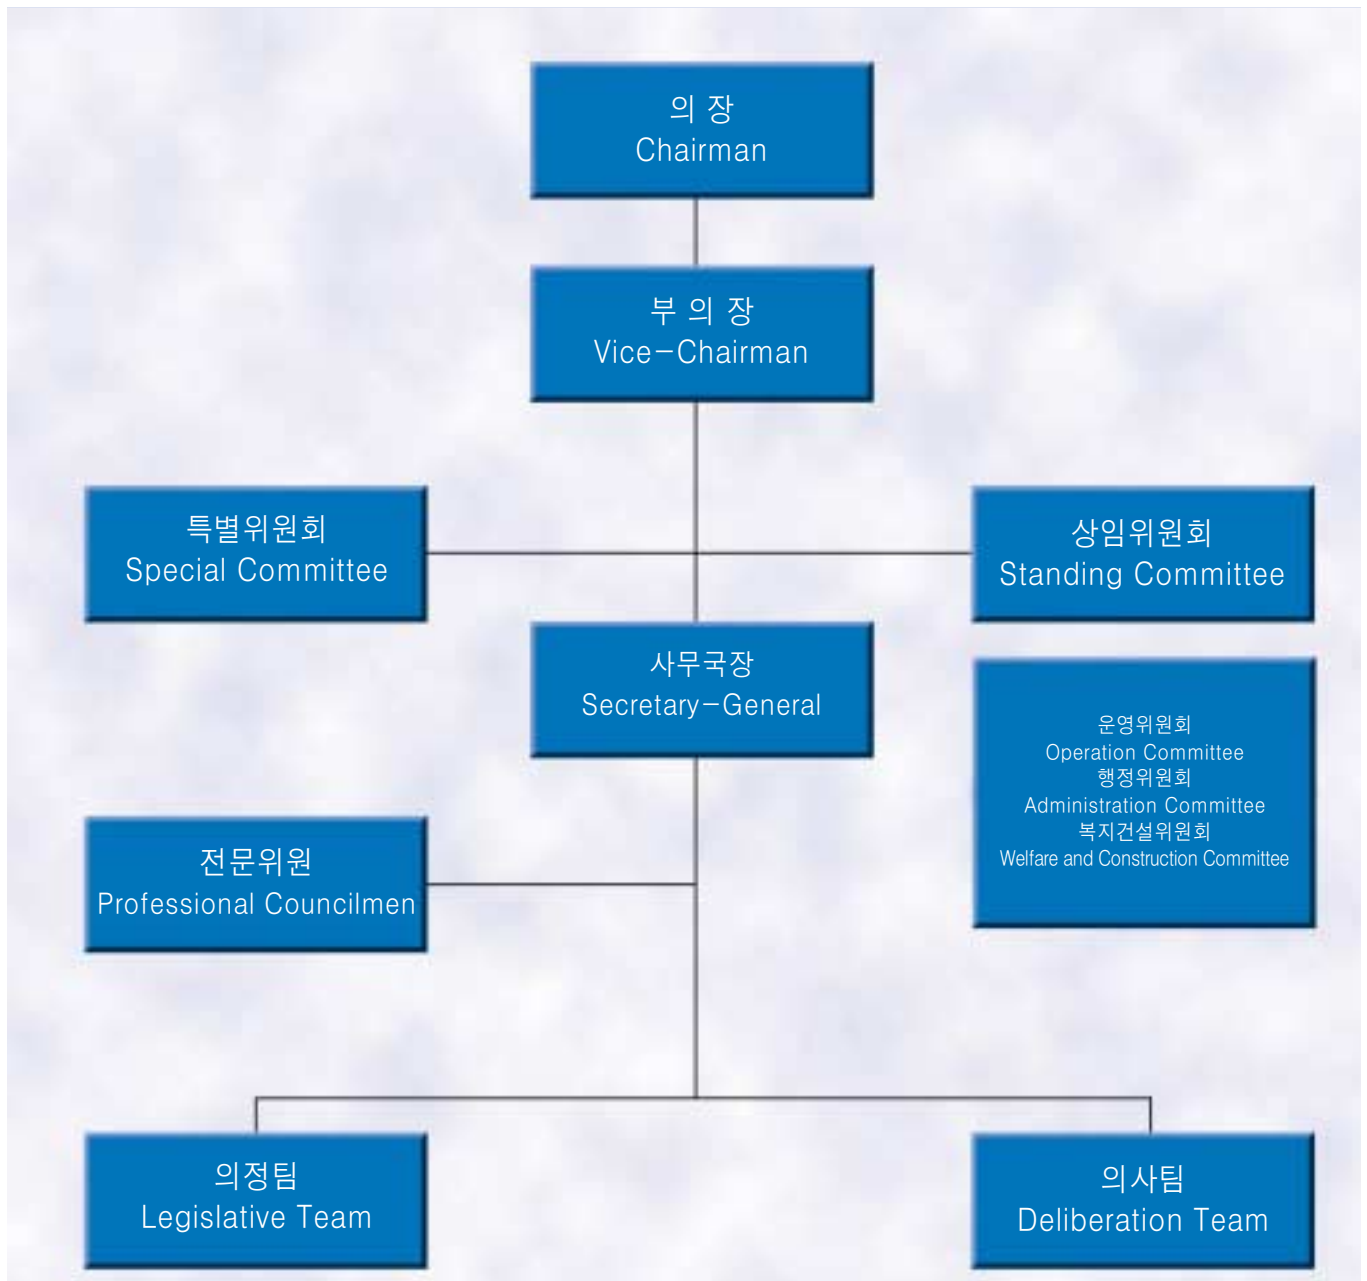 의 장
Chairman
부 의 장
Vice-Chairman
특별위원회
Special Committee
상임위원회
Standing Committee
사무국장
Secretary-General
운영위원회
Operation Committee
행정위원회
Administration Committee
복지건설위원회
Welfare and Construction Committee
전문위원
Professional Councilmen
의정팀
Legislative Team
의사팀
Deliberation Team